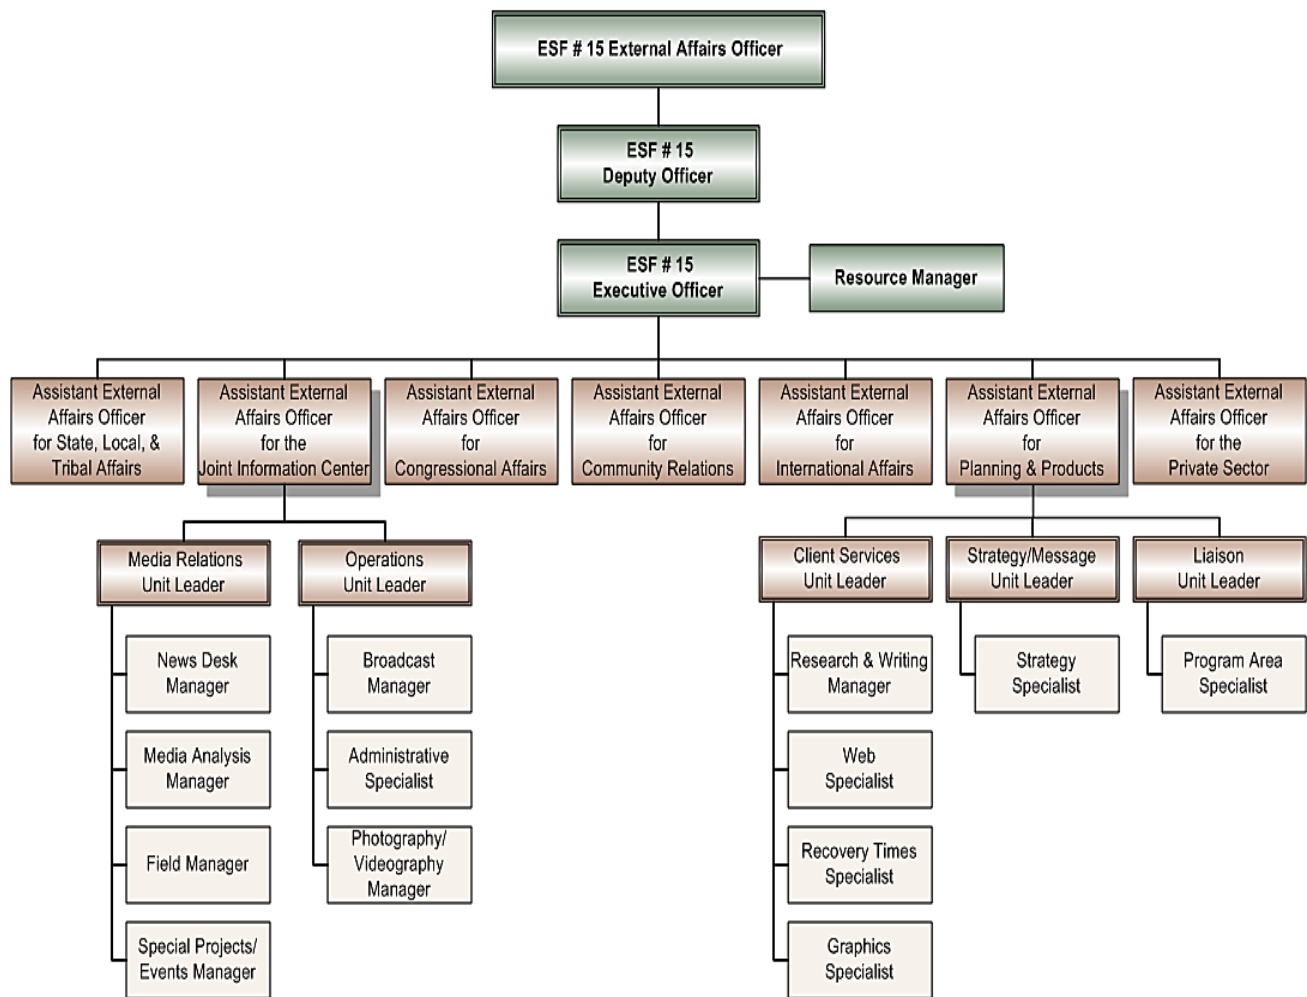 ESF # 15 External Affairs Officer
ESF # 15
Deputy Officer
ESF # 15
Executive Officer
Resource Manager
Assistant External
Affairs Officer
for State, Local, &
Tribal Affairs
Assistant External
Affairs Officer
for the
Joint Information Center
Assistant External
Affairs Officer
for
Congressional Affairs
Assistant External
Affairs Officer
for
Community Relations
Assistant External
Affairs Officer
for
International Affairs
Assistant External
Affairs Officer
for
Planning & Products
Assistant External
Affairs Officer
for the
Private Sector
Media Relations
Unit Leader
Operations
Unit Leader
Client Services
Unit Leader
Strategy/Message
Unit Leader
Liaison
Unit Leader
News Desk
Manager
Media Analysis
Manager
Field Manager
Special Projects/
Events Manager
Broadcast
Manager
Administrative
Specialist
Photography/
Videography
Manager
Research & Writing
Manager
Web
Specialist
Recovery Times
Specialist
Graphics
Specialist
Strategy
Specialist
Program Area
Specialist